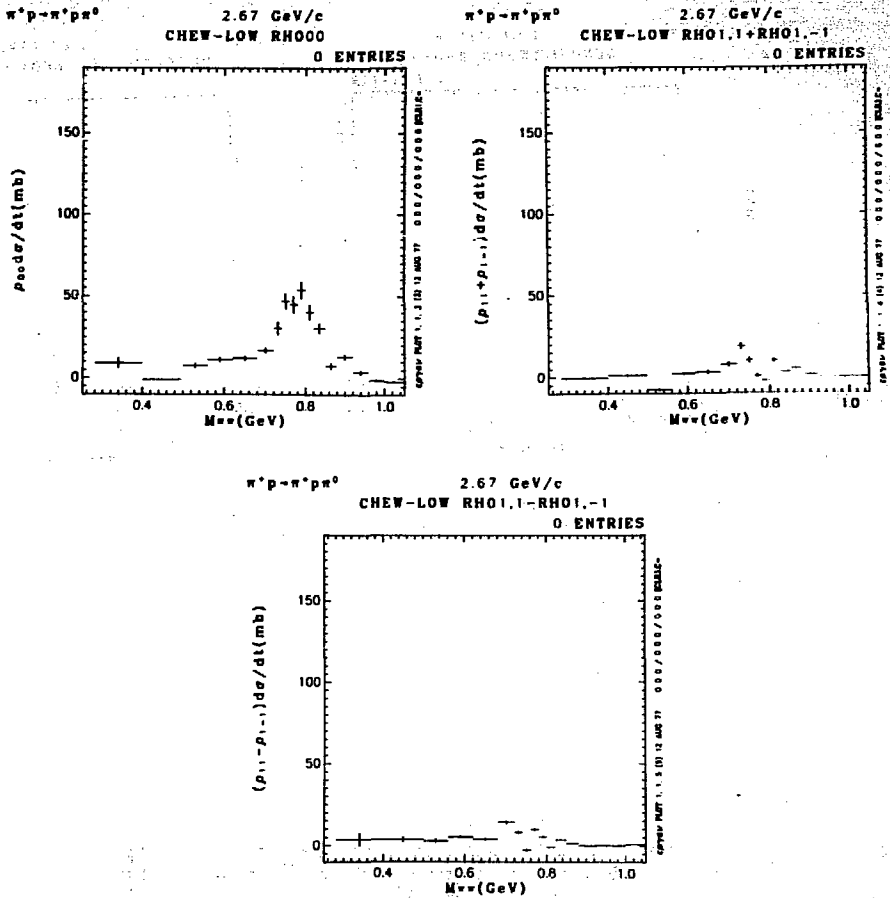 π⁺p→π⁺pπ⁰ 2.67 GeV/c
CHEW-LOW RHO00
0 ENTRIES
ρ₀₀dσ/dt(mb)
150
100
50
0
0.4 0.6 0.8 1.0
Mππ(GeV)
π⁺p→π⁺pπ⁰ 2.67 GeV/c
CHEW-LOW RHO1,1+RHO1,-1
0 ENTRIES
(ρ₁₁+ρ₁₋₁)dσ/dt(mb)
150
100
50
0
0.4 0.6 0.8 1.0
Mππ(GeV)
π⁺p→π⁺pπ⁰ 2.67 GeV/c
CHEW-LOW RHO1,1-RHO1,-1
0 ENTRIES
(ρ₁₁-ρ₁₋₁)dσ/dt(mb)
150
100
50
0
0.4 0.6 0.8 1.0
Mππ(GeV)